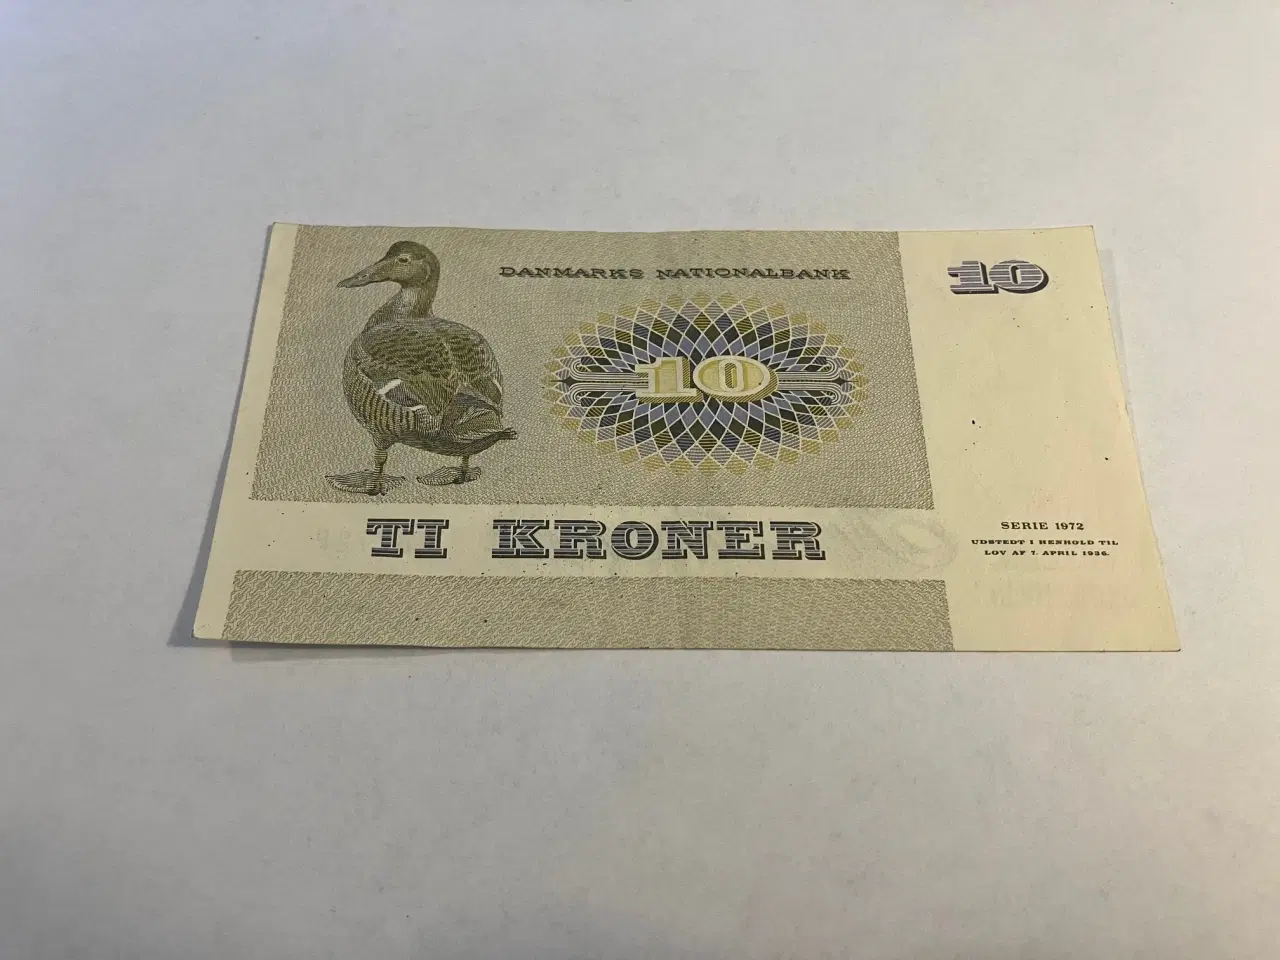 DANMARKS NATIONALBANK
10
10
TI KRONER
SERIE 1972
UDSTEDT I HENHOLD TIL
LOV AF 7. APRIL 1936.